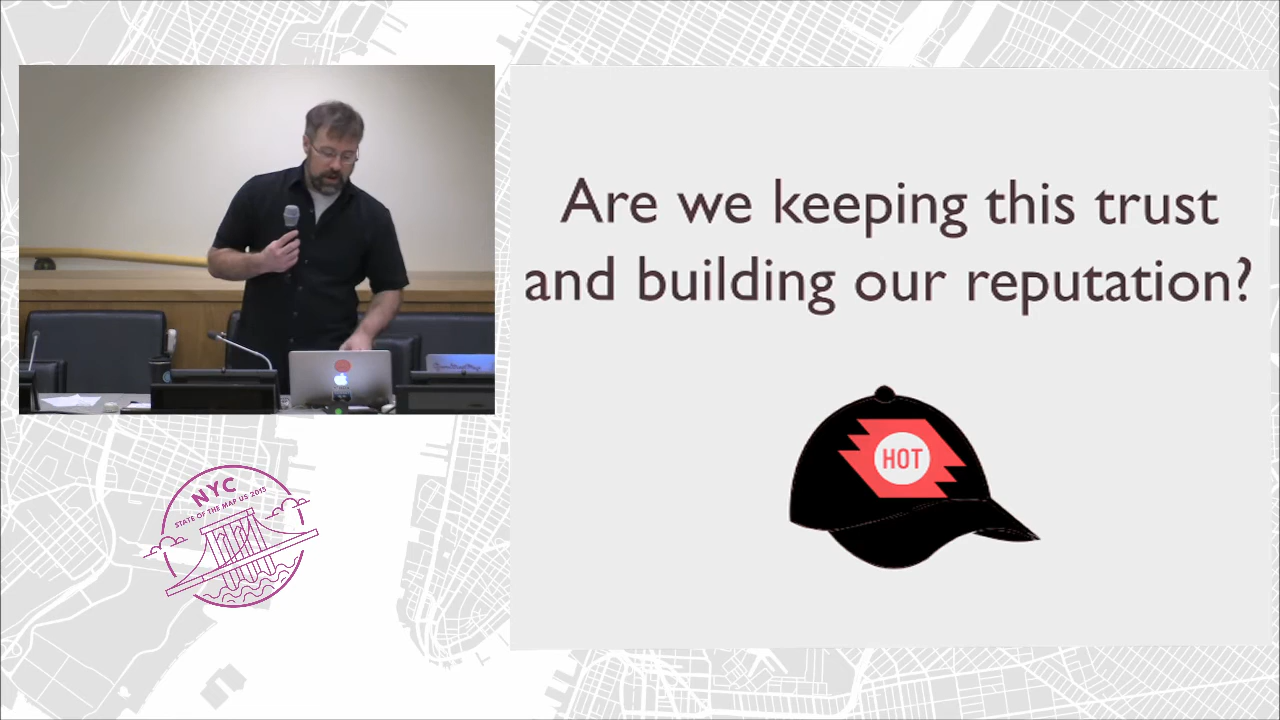 Are we keeping this trust
and building our reputation?
HOT
NYC
STATE OF THE MAP US 2015